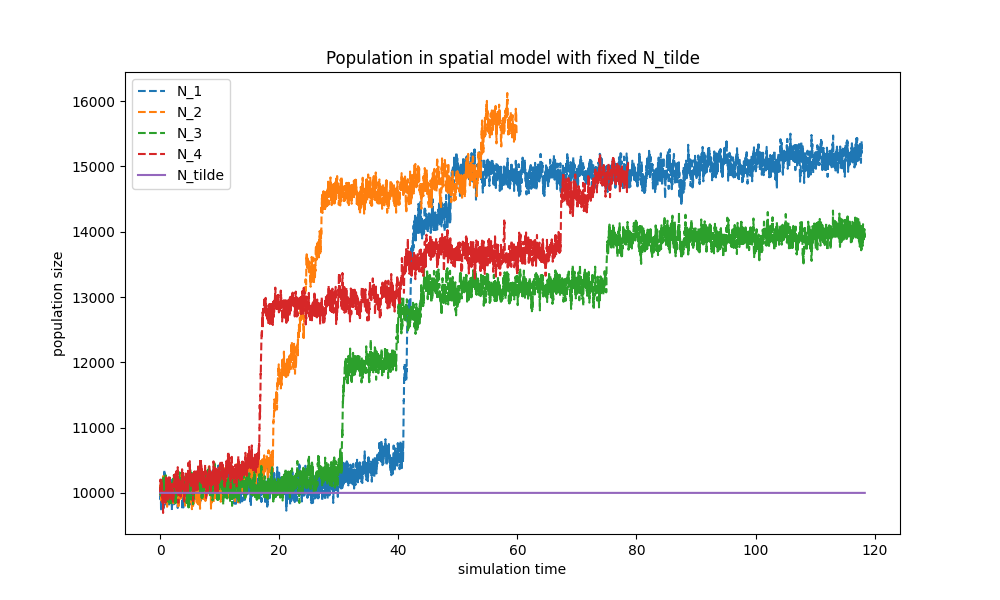 Population in spatial model with fixed N_tilde
N_1
N_2
N_3
N_4
N_tilde
population size
16000
15000
14000
13000
12000
11000
10000
0 20 40 60 80 100 120
simulation time